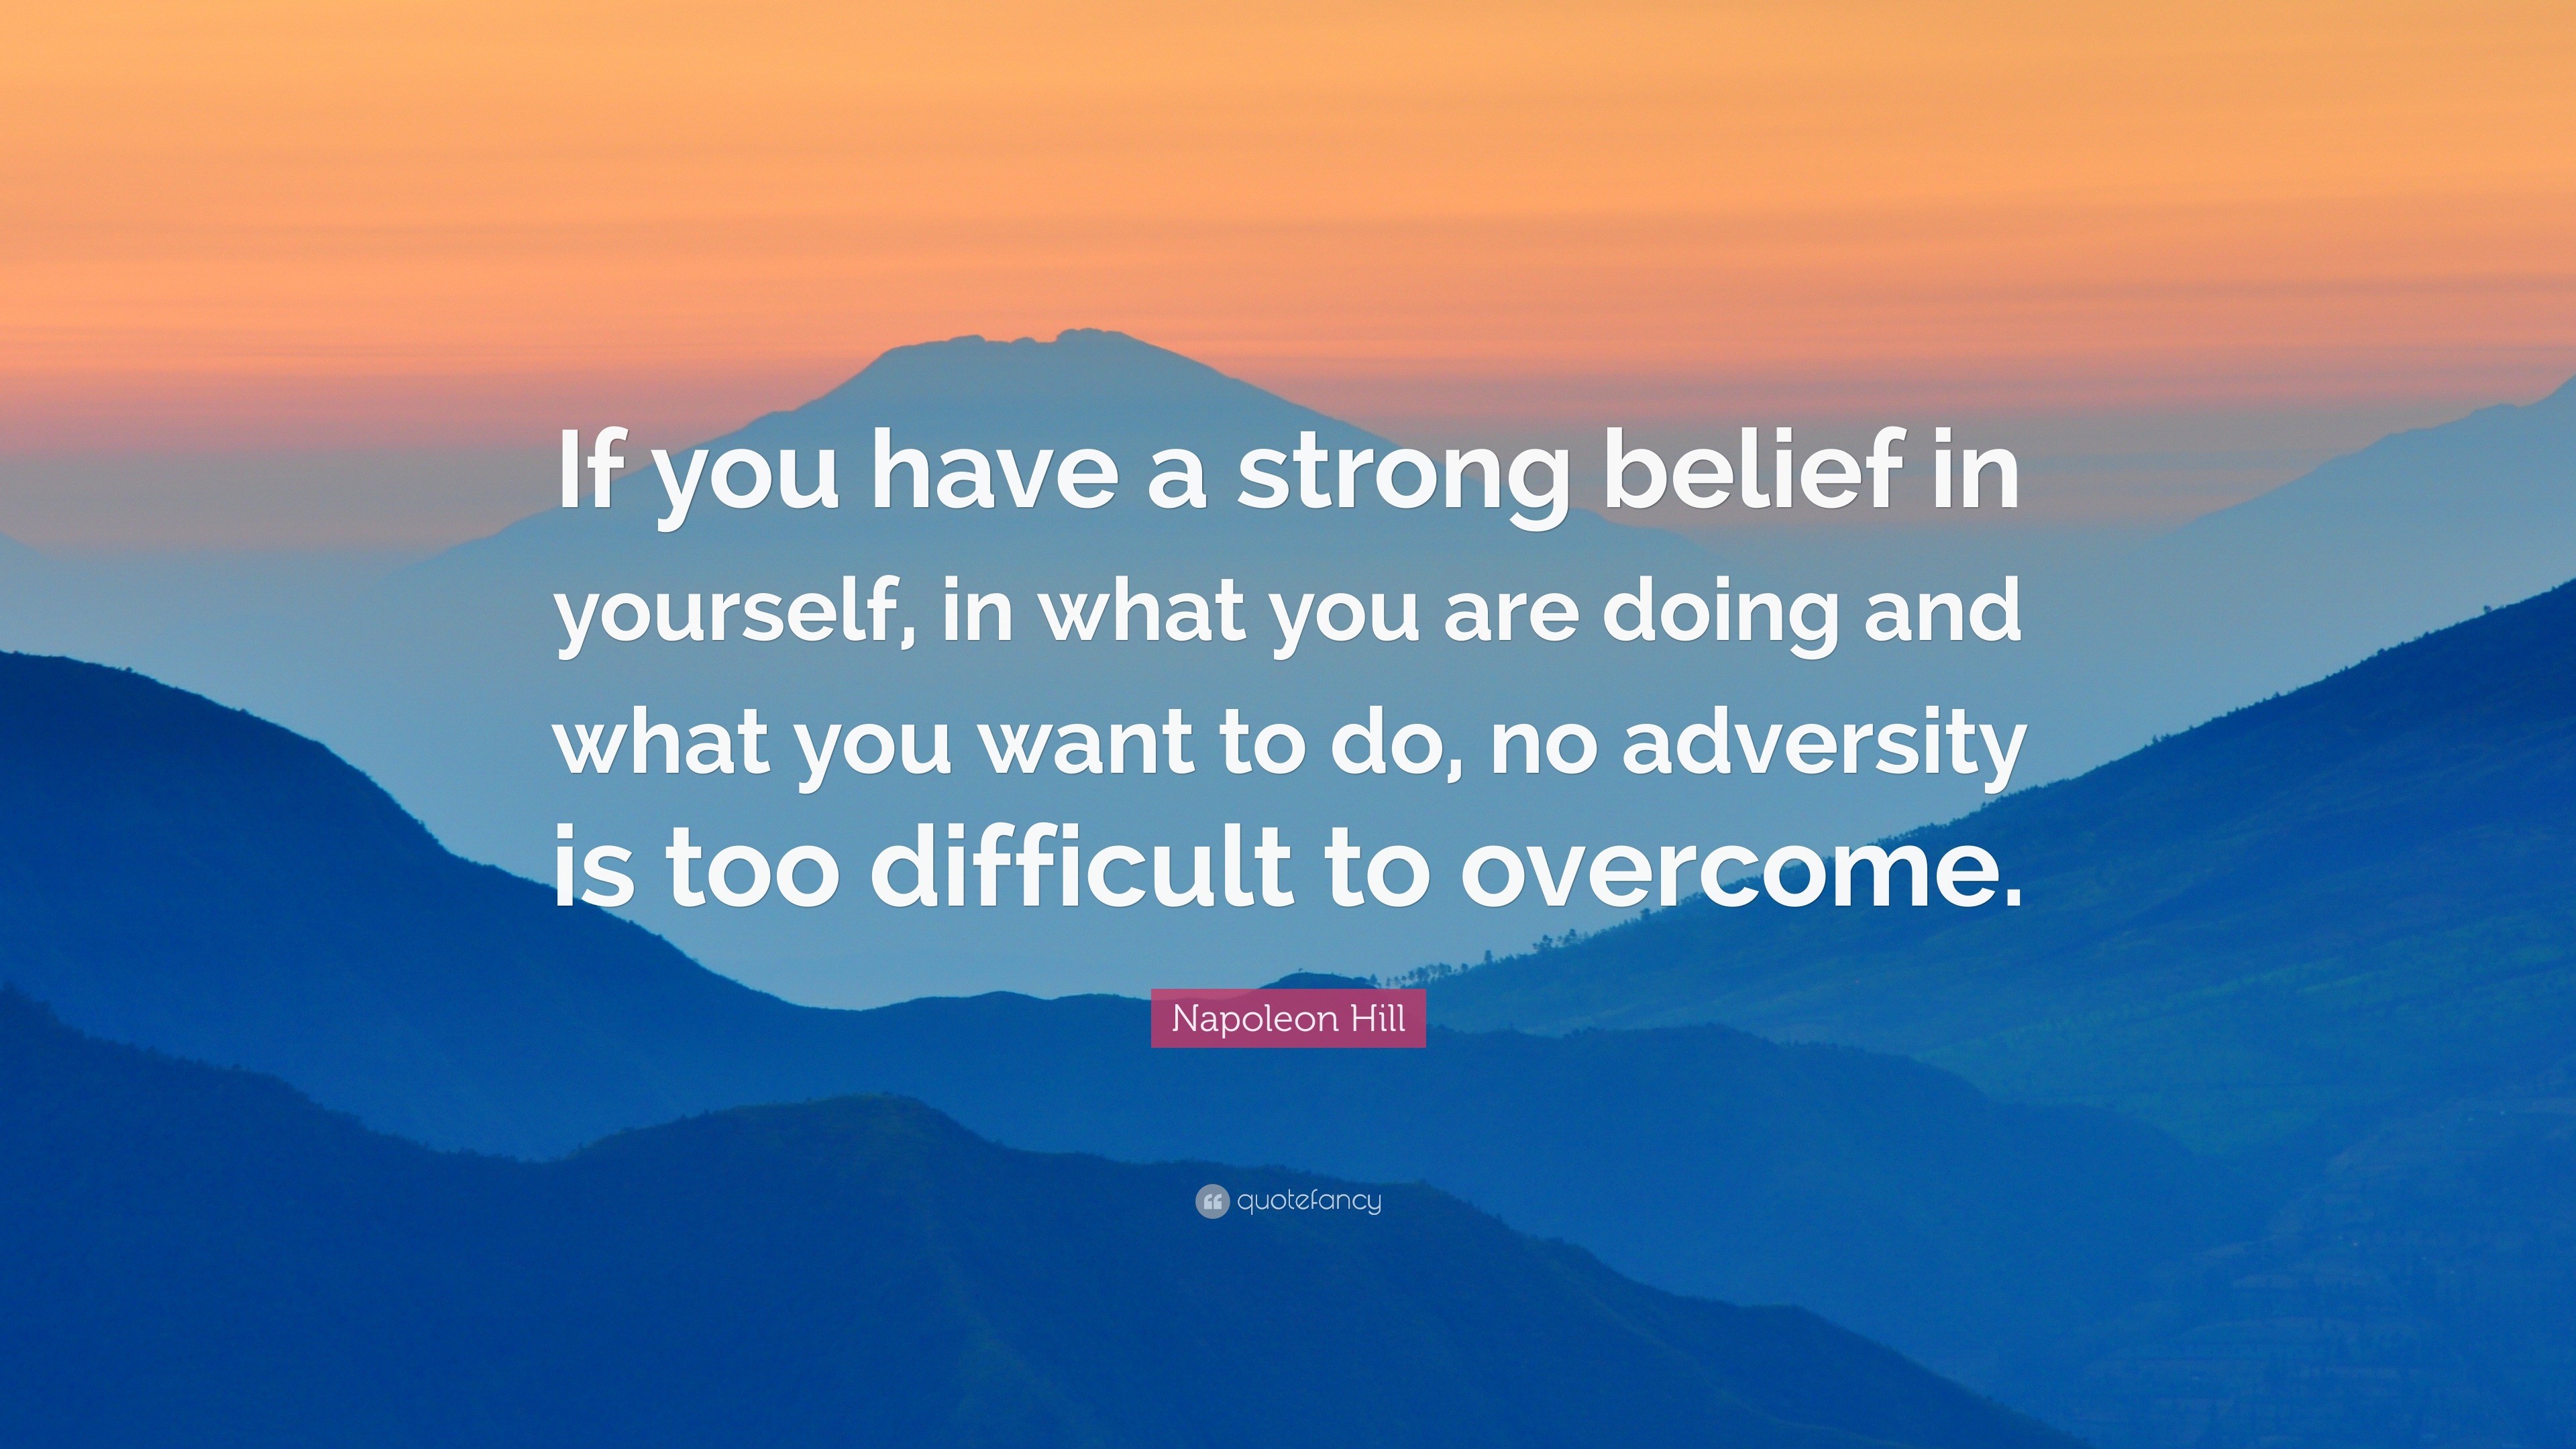 If you have a strong belief in
yourself, in what you are doing and
what you want to do, no adversity
is too difficult to overcome.
Napoleon Hill
quotefancy